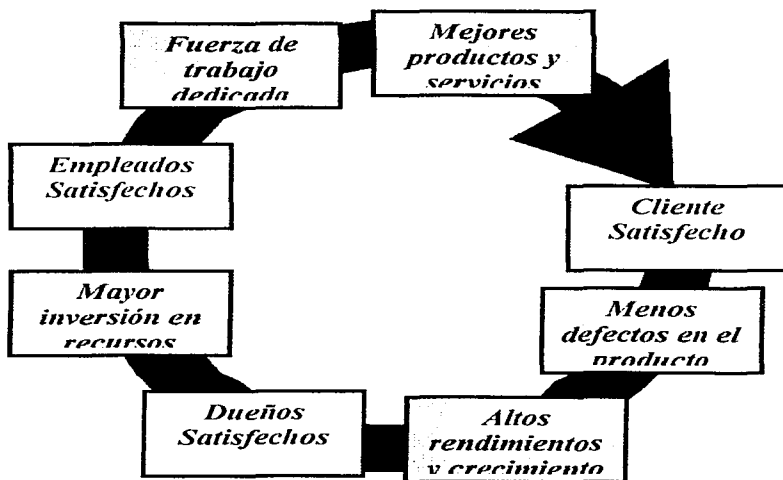 Fuerza de
trabajo
dedicada
Mejores
productos y
servicios
Cliente
Satisfecho
Menos
defectos en el
producto
Altos
rendimientos
y crecimiento
Dueños
Satisfechos
Mayor
inversión en
recursos
Empleados
Satisfechos